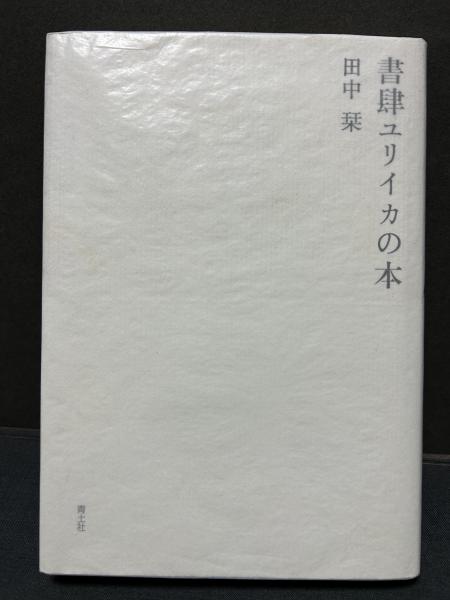 書肆ユリイカの本
田中 栞
青土社